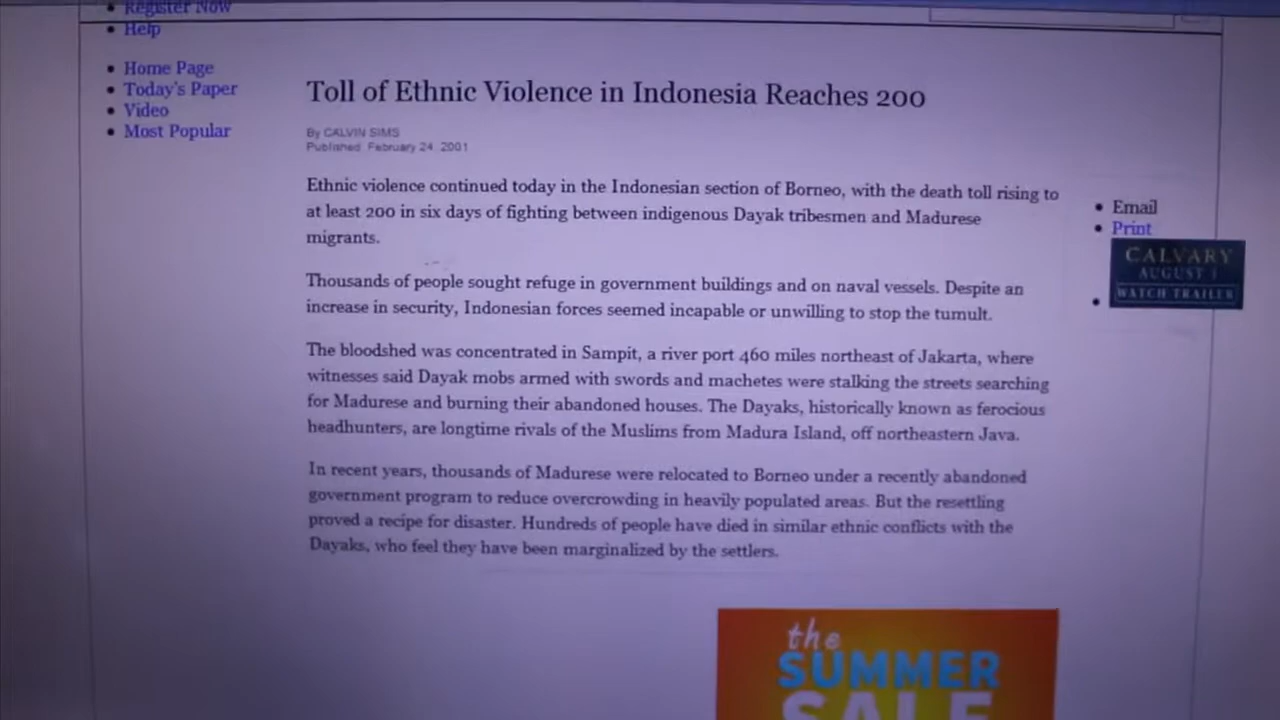 Register Now
Help
Home Page
Today's Paper
Video
Most Popular
Toll of Ethnic Violence in Indonesia Reaches 200
By CALVIN SIMS
Published February 24 2001
Ethnic violence continued today in the Indonesian section of Borneo, with the death toll rising to
at least 200 in six days of fighting between indigenous Dayak tribesmen and Madurese
migrants.
Thousands of people sought refuge in government buildings and on naval vessels. Despite an
increase in security, Indonesian forces seemed incapable or unwilling to stop the tumult.
The bloodshed was concentrated in Sampit, a river port 460 miles northeast of Jakarta, where
witnesses said Dayak mobs armed with swords and machetes were stalking the streets searching
for Madurese and burning their abandoned houses. The Dayaks, historically known as ferocious
headhunters, are longtime rivals of the Muslims from Madura Island, off northeastern Java.
In recent years, thousands of Madurese were relocated to Borneo under a recently abandoned
government program to reduce overcrowding in heavily populated areas. But the resettling
proved a recipe for disaster. Hundreds of people have died in similar ethnic conflicts with the
Dayaks, who feel they have been marginalized by the settlers.
Email
Print
CALVARY
AUGUST 1
WATCH TRAILER
the
SUMMER
SALE